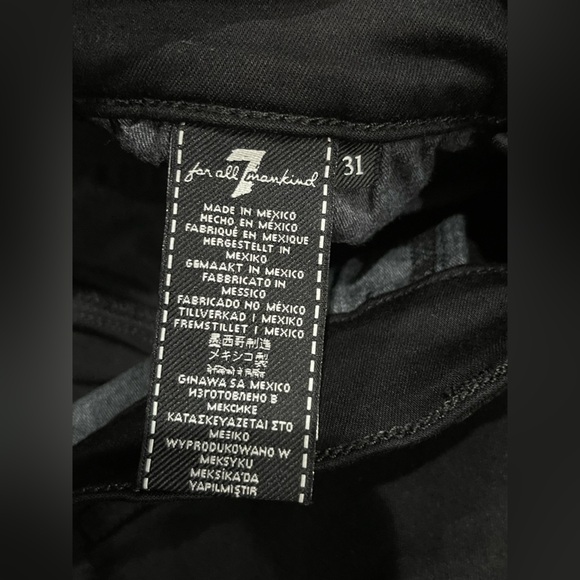 7
for all mankind
31
MADE IN MEXICO
HECHO EN MÉXICO
FABRIQUÉ EN MEXIQUE
HERGESTELLT IN
MEXIKO
GEMAAKT IN MEXICO
FABBRICATO IN
MESSICO
FABRICADO NO MÉXICO
TILLVERKAD I MEXIKO
FREMSTILLET I MEXICO
墨西哥制造
メキシコ製
GINAWA SA MEXICO
ИЗГОТОВЛЕНО В
МЕКСИКЕ
ΚΑΤΑΣΚΕΥΑΖΕΤΑΙ ΣΤΟ
ΜΕΞΙΚΟ
WYPRODUKOWANO W
MEKSYKU
MEKSİKA'DA
YAPILMIŞTIR